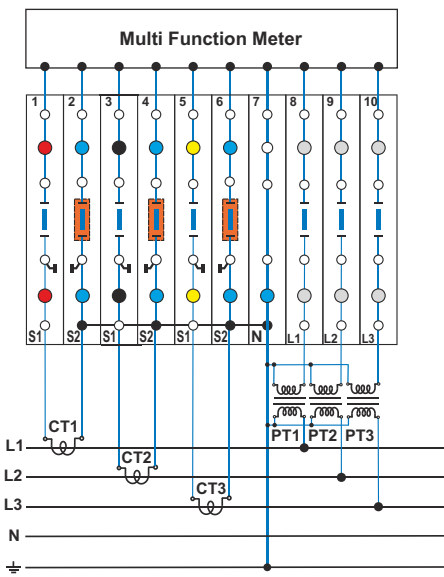 Multi Function Meter
1 2 3 4 5 6 7 8 9 10
S1 S2 S1 S2 S1 S2 N L1 L2 L3
PT1 PT2 PT3
CT1
L1
CT2
L2
CT3
L3
N